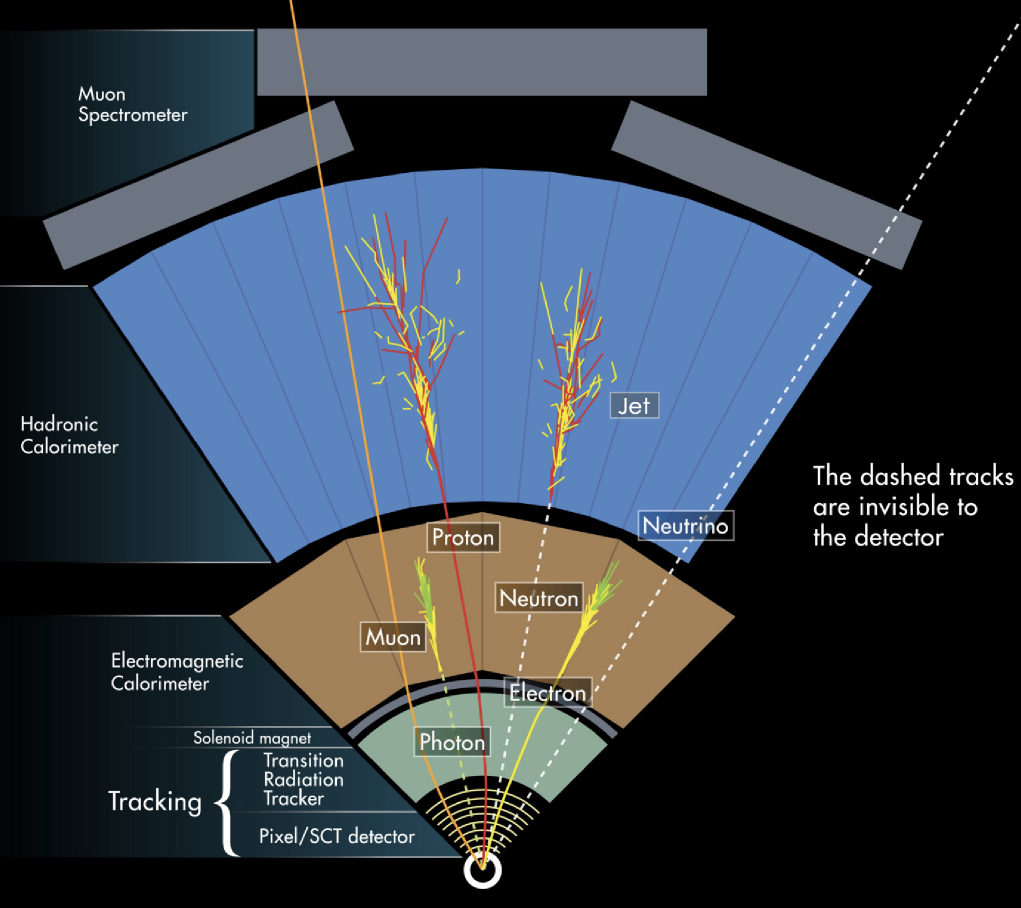 Muon
Spectrometer
Hadronic
Calorimeter
Jet
The dashed tracks
are invisible to
the detector
Neutrino
Proton
Neutron
Muon
Electromagnetic
Calorimeter
Electron
Solenoid magnet
Photon
Tracking
Transition
Radiation
Tracker
Pixel/SCT detector